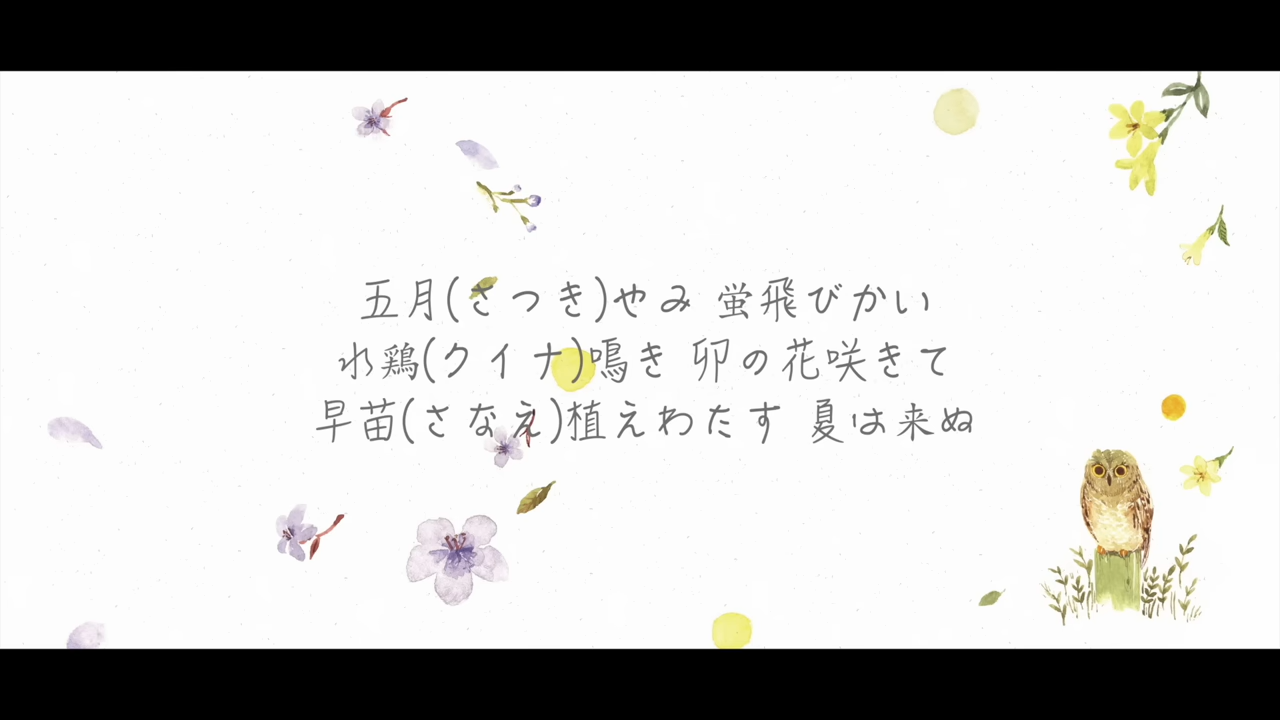 五月(さつき)やみ 蛍飛びかい
水鶏(クイナ)鳴き 卯の花咲きて
早苗(さなえ)植えわたす 夏は来ぬ